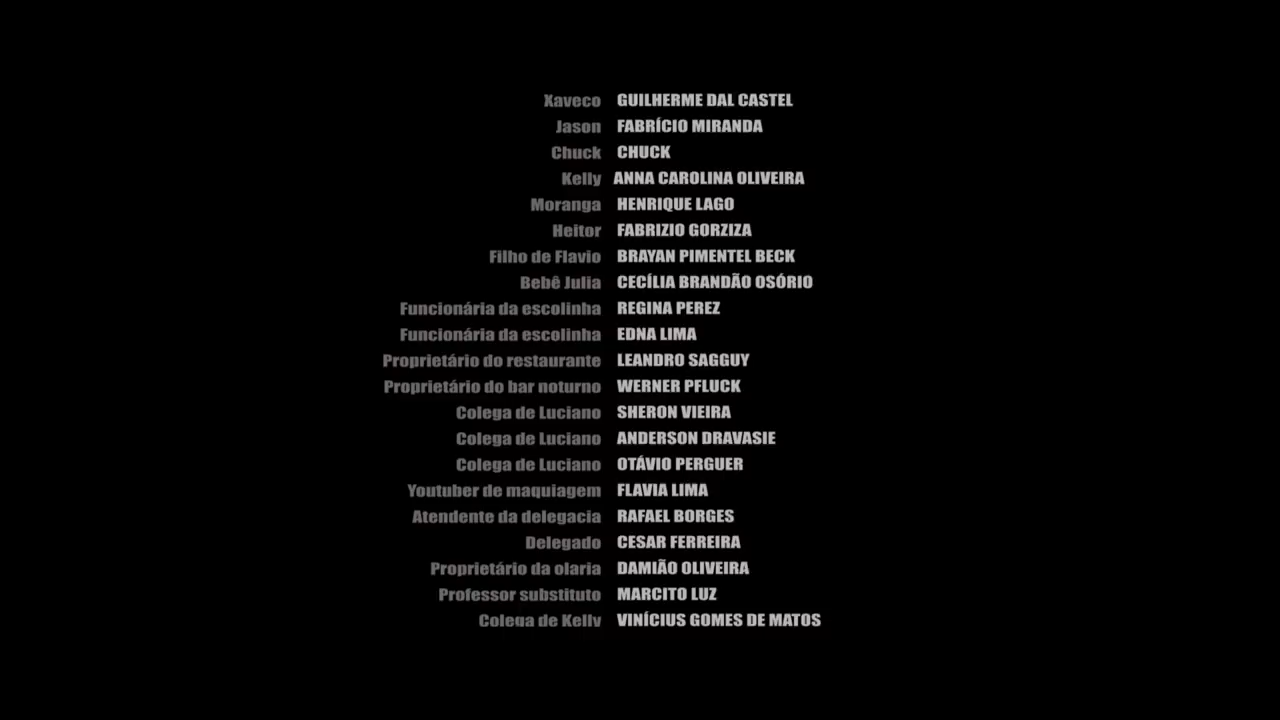 Xaveco GUILHERME DAL CASTEL
Jason FABRÍCIO MIRANDA
Chuck CHUCK
Kelly ANNA CAROLINA OLIVEIRA
Moranga HENRIQUE LAGO
Heitor FABRIZIO GORZIZA
Filho de Flavio BRAYAN PIMENTEL BECK
Bebê Julia CECÍLIA BRANDÃO OSÓRIO
Funcionária da escolinha REGINA PEREZ
Funcionária da escolinha EDNA LIMA
Proprietário do restaurante LEANDRO SAGGUY
Proprietário do bar noturno WERNER PFLUCK
Colega de Luciano SHERON VIEIRA
Colega de Luciano ANDERSON DRAVASIE
Colega de Luciano OTÁVIO PERGUER
Youtuber de maquiagem FLAVIA LIMA
Atendente da delegacia RAFAEL BORGES
Delegado CESAR FERREIRA
Proprietário da olaria DAMIÃO OLIVEIRA
Professor substituto MARCITO LUZ
Colega de Kelly VINÍCIUS GOMES DE MATOS